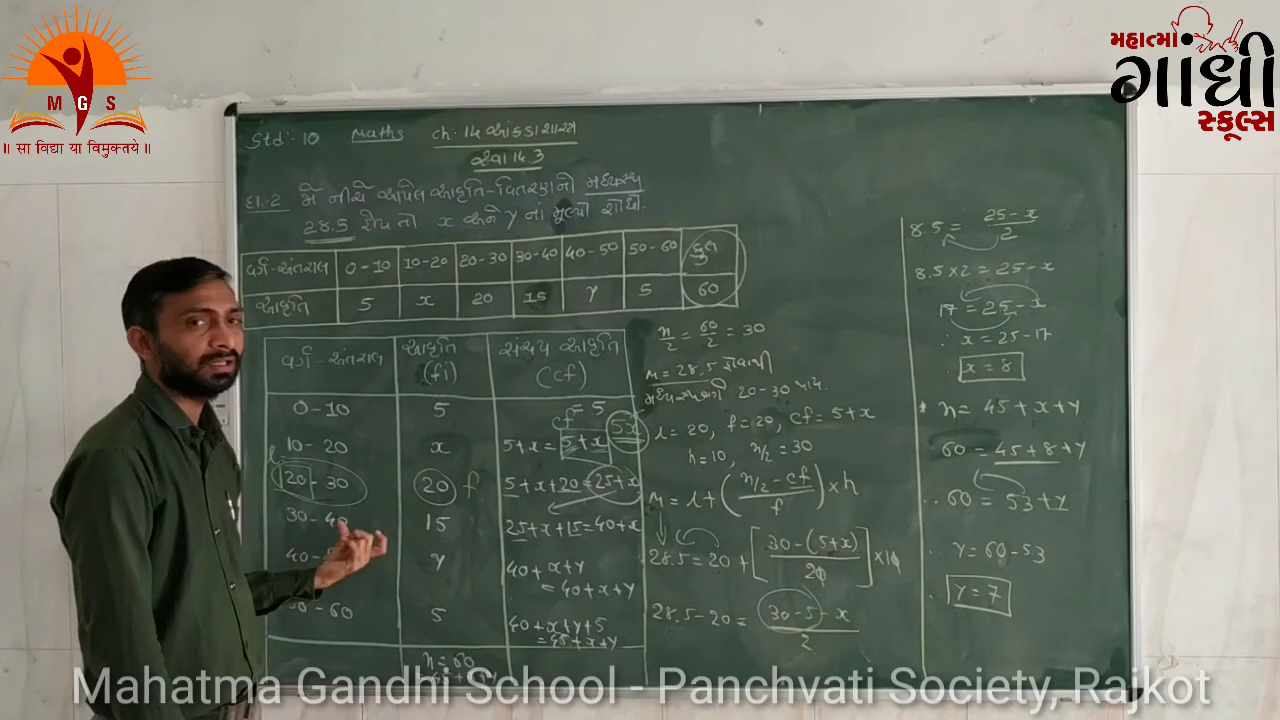 M G S
॥ सा विद्या या विमुक्तये ॥
મહાત્મા
ગાંધી
સ્કૂલ્સ
Std :- 10 Maths ch. 14 આંકડાશાસ્ત્ર
સ્વા 14.3
દા.-2 જો નીચે આપેલ આવૃત્તિ-વિતરણનો મધ્યસ્થ
28.5 હોય તો x અને y નાં મૂલ્યો શોધો.
વર્ગ-અંતરાલ 0-10 10-20 20-30 30-40 40-50 50-60 કુલ
આવૃત્તિ 5 x 20 15 y 5 60
વર્ગ-અંતરાલ આવૃત્તિ (fi) સંચયી આવૃત્તિ (cf)
0-10 5 = 5
cf 5x
10-20 x 5+x = 5+x
l
20-30 20 f 5+x+20=25+x
30-40 15 25+x+15=40+x
40- y 40+x+y
= 40+x+y
-60 5 40+x+y+5
=45+x+y
n = 60
n/2 = 60/2 = 30
M = 28.5 હોવાથી
મધ્યસ્થ વર્ગ 20-30 થાય.
l = 20, f = 20, cf = 5+x
h = 10, n/2 = 30
M = l + (n/2 - cf / f) × h
28.5 = 20 + [30-(5+x) / 20] × 10
28.5 - 20 = 30-5-x / 2
8.5 = 25-x / 2
8.5 × 2 = 25-x
17 = 25-x
∴ x = 25-17
∴ x = 8
* n = 45+x+y
60 = 45+8+y
∴ 60 = 53+y
∴ y = 60-53
∴ y = 7
Mahatma Gandhi School - Panchvati Society, Rajkot